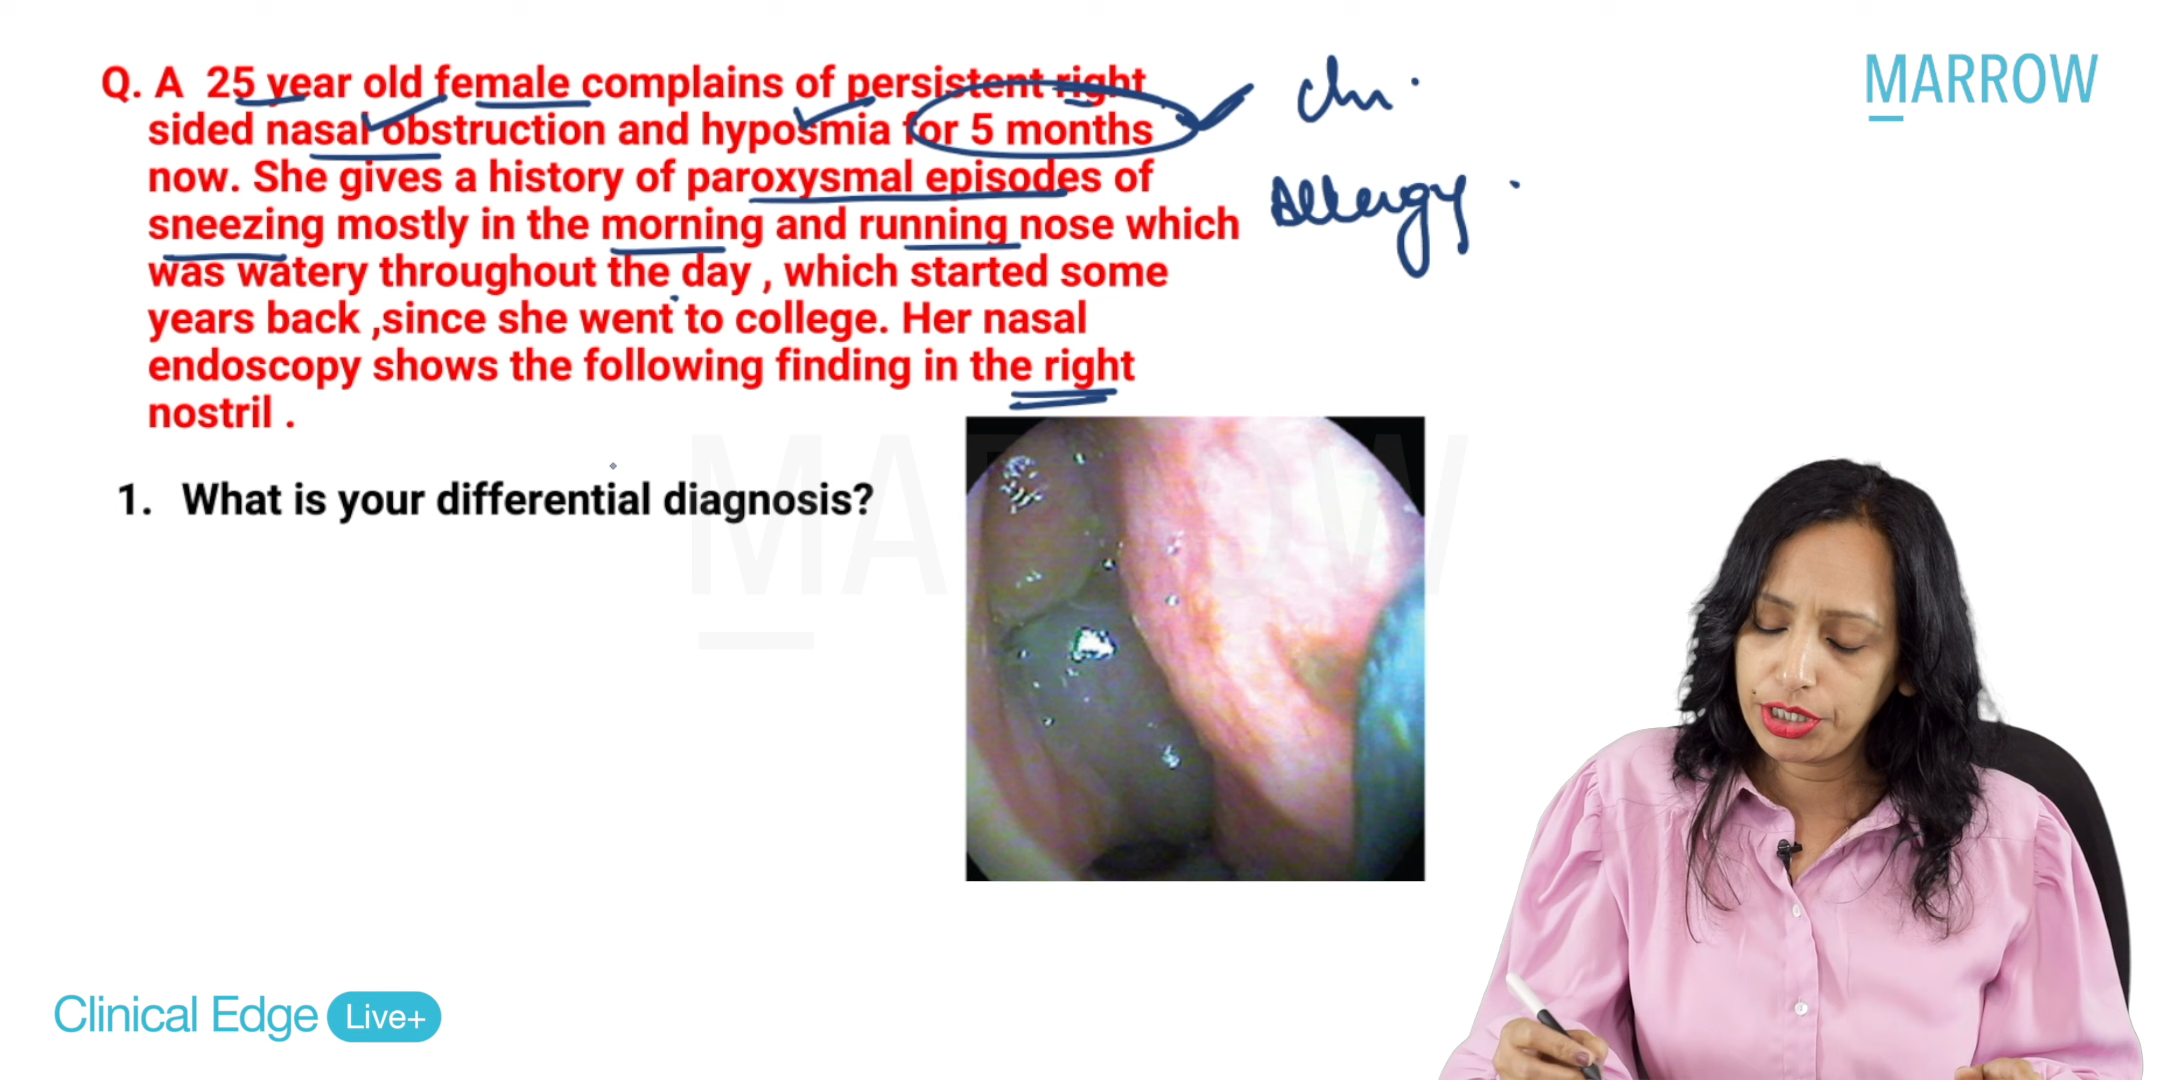 Q. A 25 year old female complains of persistent right
sided nasal obstruction and hyposmia for 5 months
now. She gives a history of paroxysmal episodes of
sneezing mostly in the morning and running nose which
was watery throughout the day , which started some
years back ,since she went to college. Her nasal
endoscopy shows the following finding in the right
nostril .
Allergy
MARROW
1. What is your differential diagnosis?
MARROW
Clinical Edge Live+